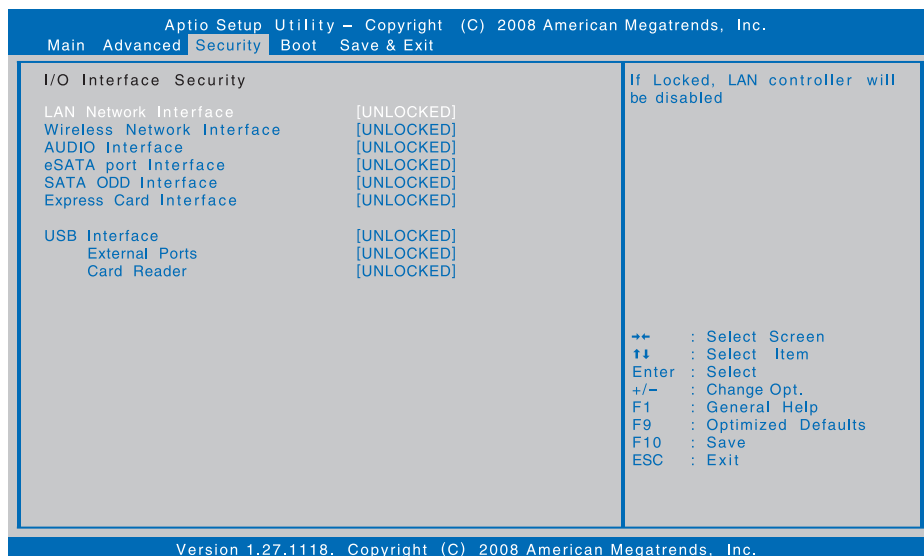 Aptio Setup Utility – Copyright (C) 2008 American Megatrends, Inc.
Main Advanced Security Boot Save & Exit
I/O Interface Security
LAN Network Interface [UNLOCKED]
Wireless Network Interface [UNLOCKED]
AUDIO Interface [UNLOCKED]
eSATA port Interface [UNLOCKED]
SATA ODD Interface [UNLOCKED]
Express Card Interface [UNLOCKED]
USB Interface [UNLOCKED]
External Ports [UNLOCKED]
Card Reader [UNLOCKED]
If Locked, LAN controller will
be disabled
→← : Select Screen
↑↓ : Select Item
Enter : Select
+/– : Change Opt.
F1 : General Help
F9 : Optimized Defaults
F10 : Save
ESC : Exit
Version 1.27.1118. Copyright (C) 2008 American Megatrends, Inc.